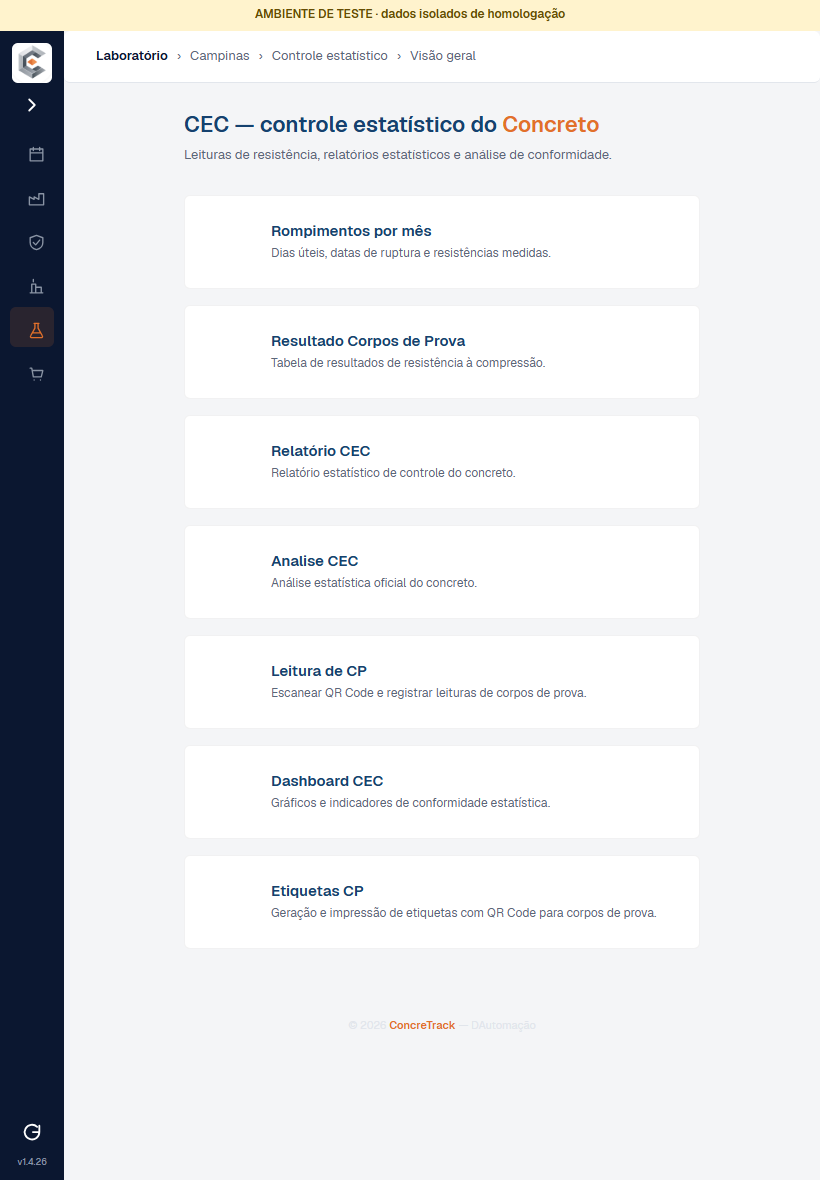 AMBIENTE DE TESTE · dados isolados de homologação
Laboratório › Campinas › Controle estatístico › Visão geral
CEC — controle estatístico do Concreto
Leituras de resistência, relatórios estatísticos e análise de conformidade.
Rompimentos por mês
Dias úteis, datas de ruptura e resistências medidas.
Resultado Corpos de Prova
Tabela de resultados de resistência à compressão.
Relatório CEC
Relatório estatístico de controle do concreto.
Analise CEC
Análise estatística oficial do concreto.
Leitura de CP
Escanear QR Code e registrar leituras de corpos de prova.
Dashboard CEC
Gráficos e indicadores de conformidade estatística.
Etiquetas CP
Geração e impressão de etiquetas com QR Code para corpos de prova.
© 2026 ConcreTrack — DAutomação
v1.4.26